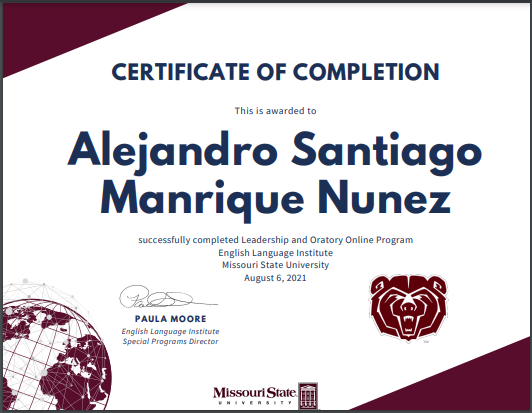 CERTIFICATE OF COMPLETION
This is awarded to
Alejandro Santiago
Manrique Nunez
successfully completed Leadership and Oratory Online Program
English Language Institute
Missouri State University
August 6, 2021
PAULA MOORE
English Language Institute
Special Programs Director
Missouri State
UNIVERSITY